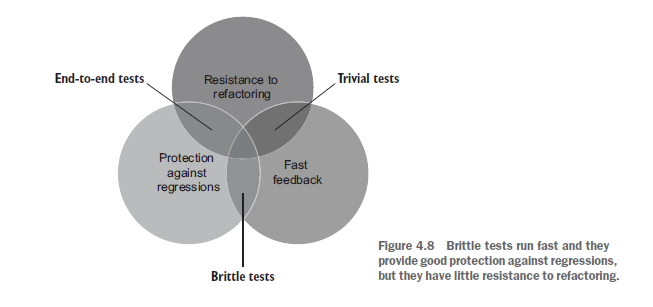 End-to-end tests
Resistance to
refactoring
Trivial tests
Protection
against
regressions
Fast
feedback
Brittle tests
Figure 4.8 Brittle tests run fast and they
provide good protection against regressions,
but they have little resistance to refactoring.